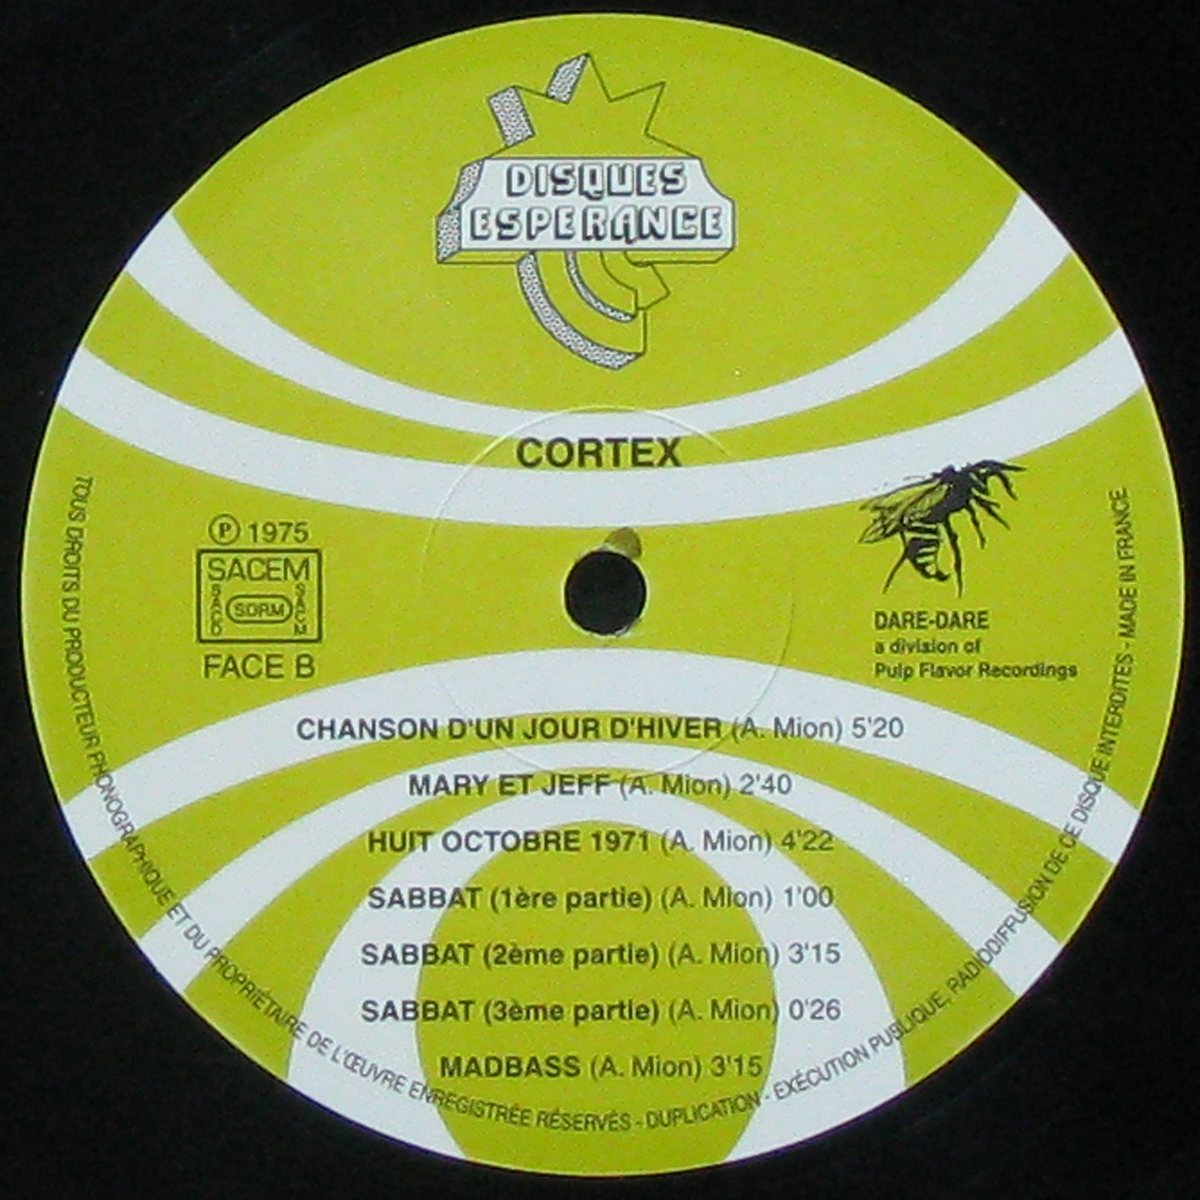 DISQUES
ESPERANCE
CORTEX
Ⓟ 1975
SACEM
SACD
SDRM
SGDL
FACE B
DARE-DARE
a division of
Pulp Flavor Recordings
CHANSON D'UN JOUR D'HIVER (A. Mion) 5'20
MARY ET JEFF (A. Mion) 2'40
HUIT OCTOBRE 1971 (A. Mion) 4'22
SABBAT (1ère partie) (A. Mion) 1'00
SABBAT (2ème partie) (A. Mion) 3'15
SABBAT (3ème partie) (A. Mion) 0'26
MADBASS (A. Mion) 3'15
TOUS DROITS DU PRODUCTEUR PHONOGRAPHIQUE ET DU PROPRIÉTAIRE DE L'ŒUVRE ENREGISTRÉE RÉSERVÉS - DUPLICATION - EXÉCUTION PUBLIQUE, RADIODIFFUSION DE CE DISQUE INTERDITES - MADE IN FRANCE